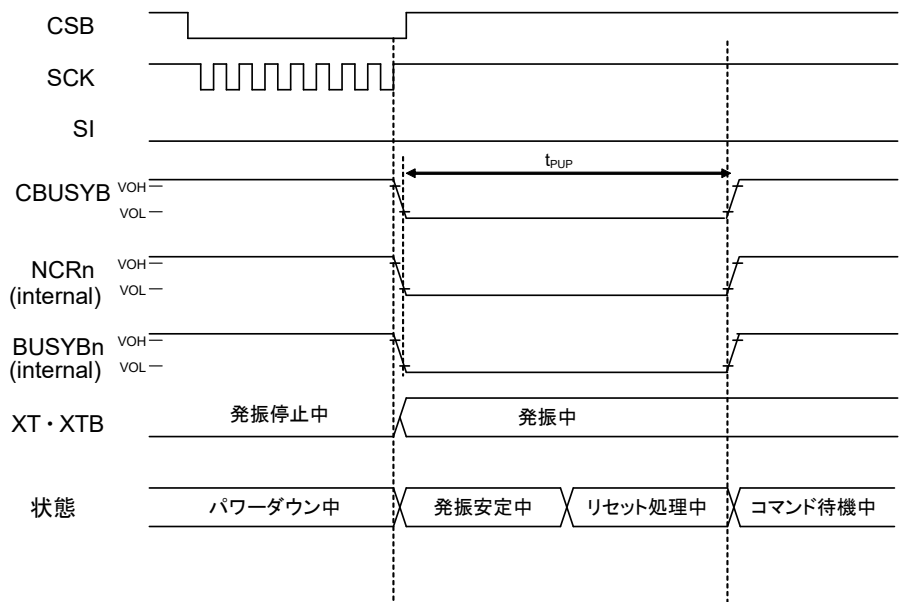 CSB
SCK
SI
tPUP
CBUSYB VOH
VOL
NCRn
(internal)
VOH
VOL
BUSYBn
(internal)
VOH
VOL
XT・XTB 発振停止中 発振中
状態 パワーダウン中 発振安定中 リセット処理中 コマンド待機中